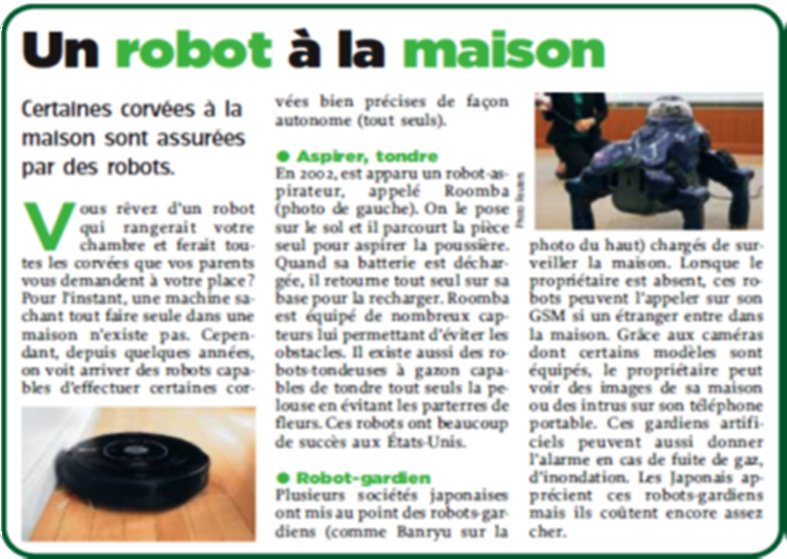 Un robot à la maison
Certaines corvées à la
maison sont assurées
par des robots.
Vous rêvez d'un robot
qui rangerait votre
chambre et ferait tou-
tes les corvées que vos parents
vous demandent à votre place?
Pour l'instant, une machine sa-
chant tout faire seule dans une
maison n'existe pas. Cepen-
dant, depuis quelques années,
on voit arriver des robots capa-
bles d'effectuer certaines cor-
vées bien précises de façon
autonome (tout seuls).
● Aspirer, tondre
En 2002, est apparu un robot-as-
pirateur, appelé Roomba
(photo de gauche). On le pose
sur le sol et il parcourt la pièce
seul pour aspirer la poussière.
Quand sa batterie est déchar-
gée, il retourne tout seul sur sa
base pour la recharger. Roomba
est équipé de nombreux cap-
teurs lui permettant d'éviter les
obstacles. Il existe aussi des ro-
bots-tondeuses à gazon capa-
bles de tondre tout seuls la pe-
louse en évitant les parterres de
fleurs. Ces robots ont beaucoup
de succès aux États-Unis.
● Robot-gardien
Plusieurs sociétés japonaises
ont mis au point des robots-gar-
diens (comme Banryu sur la
Photo Reuters
photo du haut) chargés de sur-
veiller la maison. Lorsque le
propriétaire est absent, ces ro-
bots peuvent l'appeler sur son
GSM si un étranger entre dans
la maison. Grâce aux caméras
dont certains modèles sont
équipés, le propriétaire peut
voir des images de sa maison
ou des intrus sur son téléphone
portable. Ces gardiens artifi-
ciels peuvent aussi donner
l'alarme en cas de fuite de gaz,
d'inondation. Les Japonais ap-
précient ces robots-gardiens
mais ils coûtent encore assez
cher.